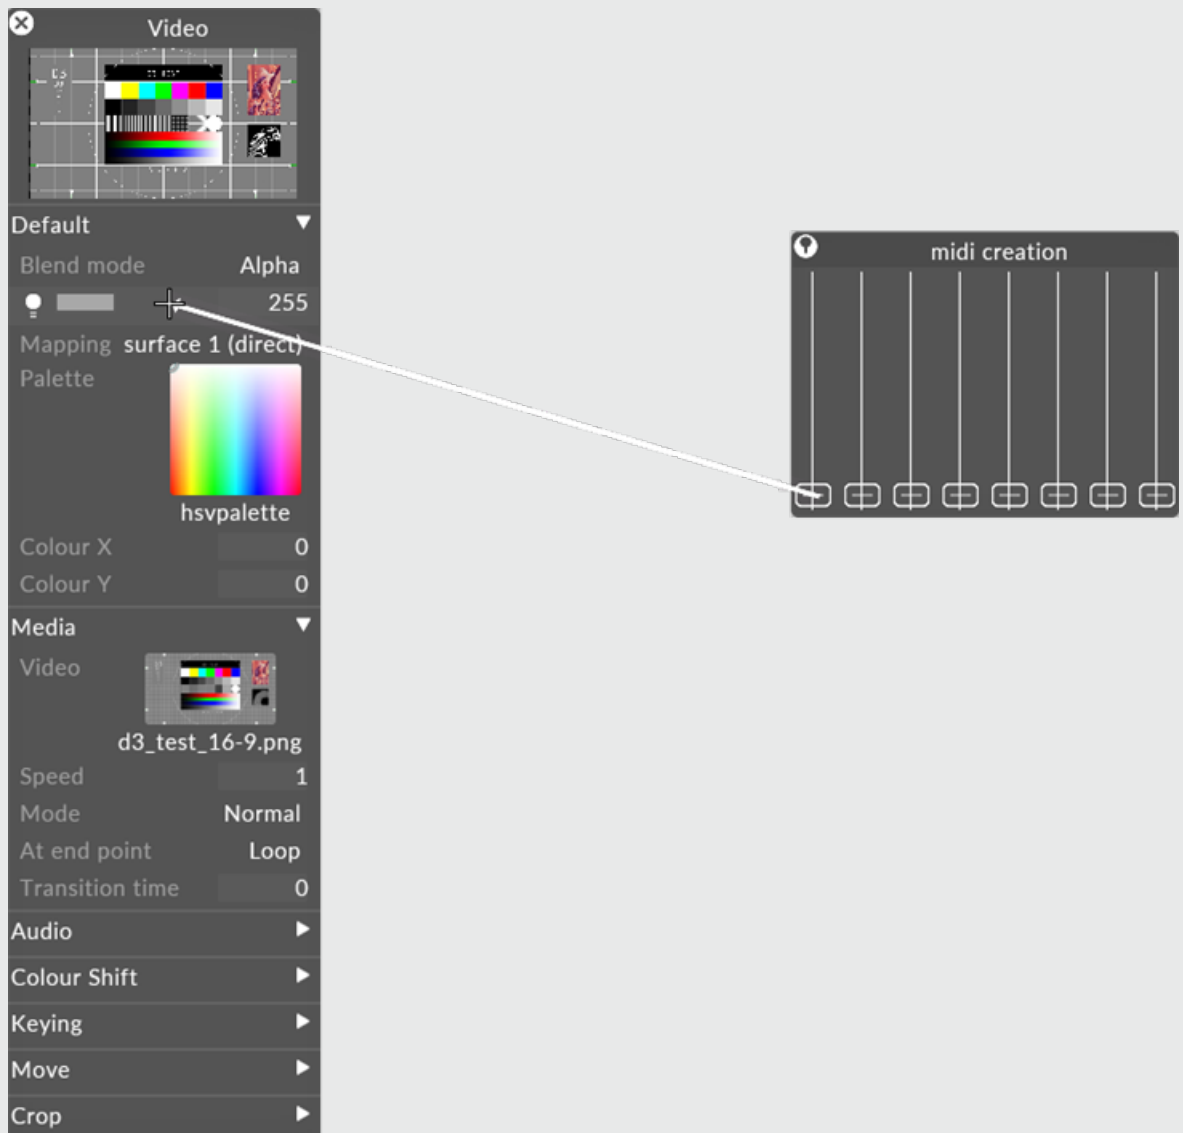 Video
Default
Blend mode Alpha
255
Mapping surface 1 (direct)
Palette
hsvpalette
Colour X 0
Colour Y 0
Media
Video
d3_test_16-9.png
Speed 1
Mode Normal
At end point Loop
Transition time 0
Audio
Colour Shift
Keying
Move
Crop
midi creation